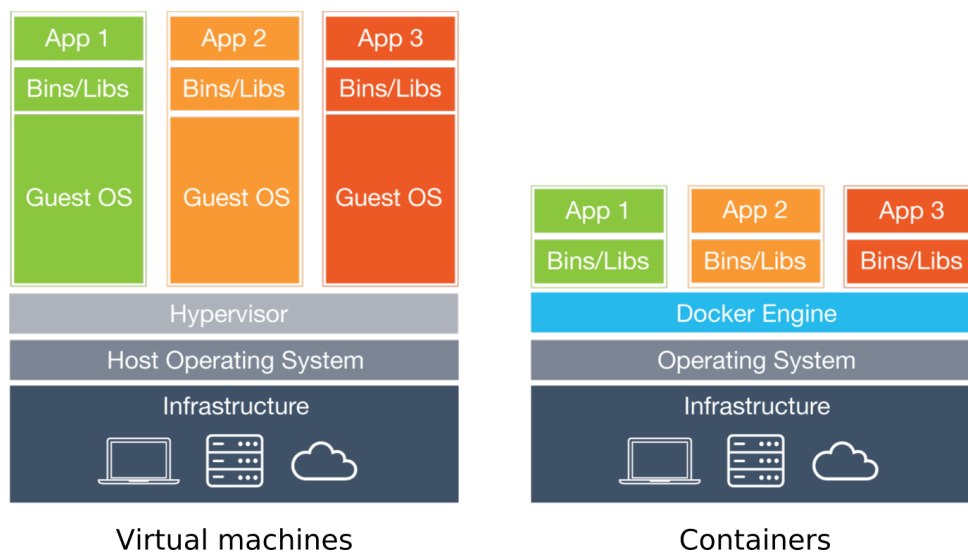 App 1
App 2
App 3
Bins/Libs
Bins/Libs
Bins/Libs
Guest OS
Guest OS
Guest OS
Hypervisor
Host Operating System
Infrastructure
Virtual machines
App 1
App 2
App 3
Bins/Libs
Bins/Libs
Bins/Libs
Docker Engine
Operating System
Infrastructure
Containers